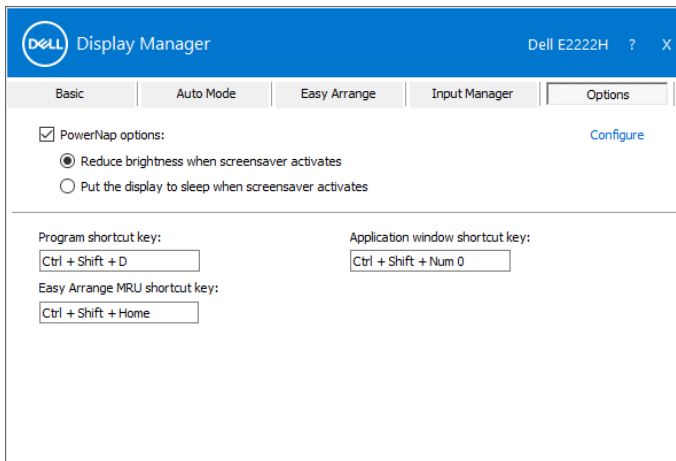 DELL Display Manager Dell E2222H ? X
Basic Auto Mode Easy Arrange Input Manager Options
PowerNap options: Configure
Reduce brightness when screensaver activates
Put the display to sleep when screensaver activates
Program shortcut key: Application window shortcut key:
Ctrl + Shift + D Ctrl + Shift + Num 0
Easy Arrange MRU shortcut key:
Ctrl + Shift + Home